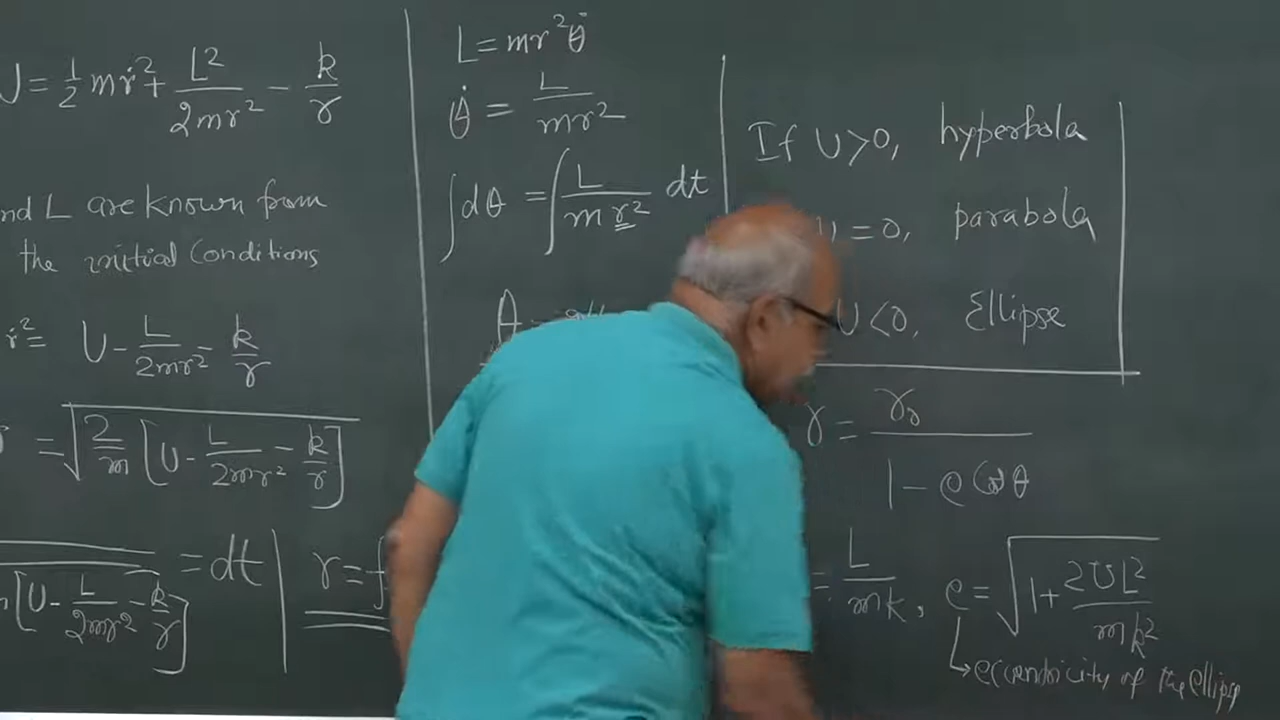 U = ½ mṙ² + L²/2mr² - k/r
and L are known from
the initial conditions
ṙ² = U - L/2mr² - k/r
= √(2/m [U - L/2mr² - k/r])
[U - L/2mr² - k/r] = dt
r = f
L = mr²θ̇
θ̇ = L/mr²
∫dθ = ∫ L/mr² dt
θ
If U>0, hyperbola
U = 0, parabola
U<0, Ellipse
r = r₀/1 - e Cos θ
= L/mk, e = √(1 + 2UL²/mk²)
↳ eccentricity of the ellipse